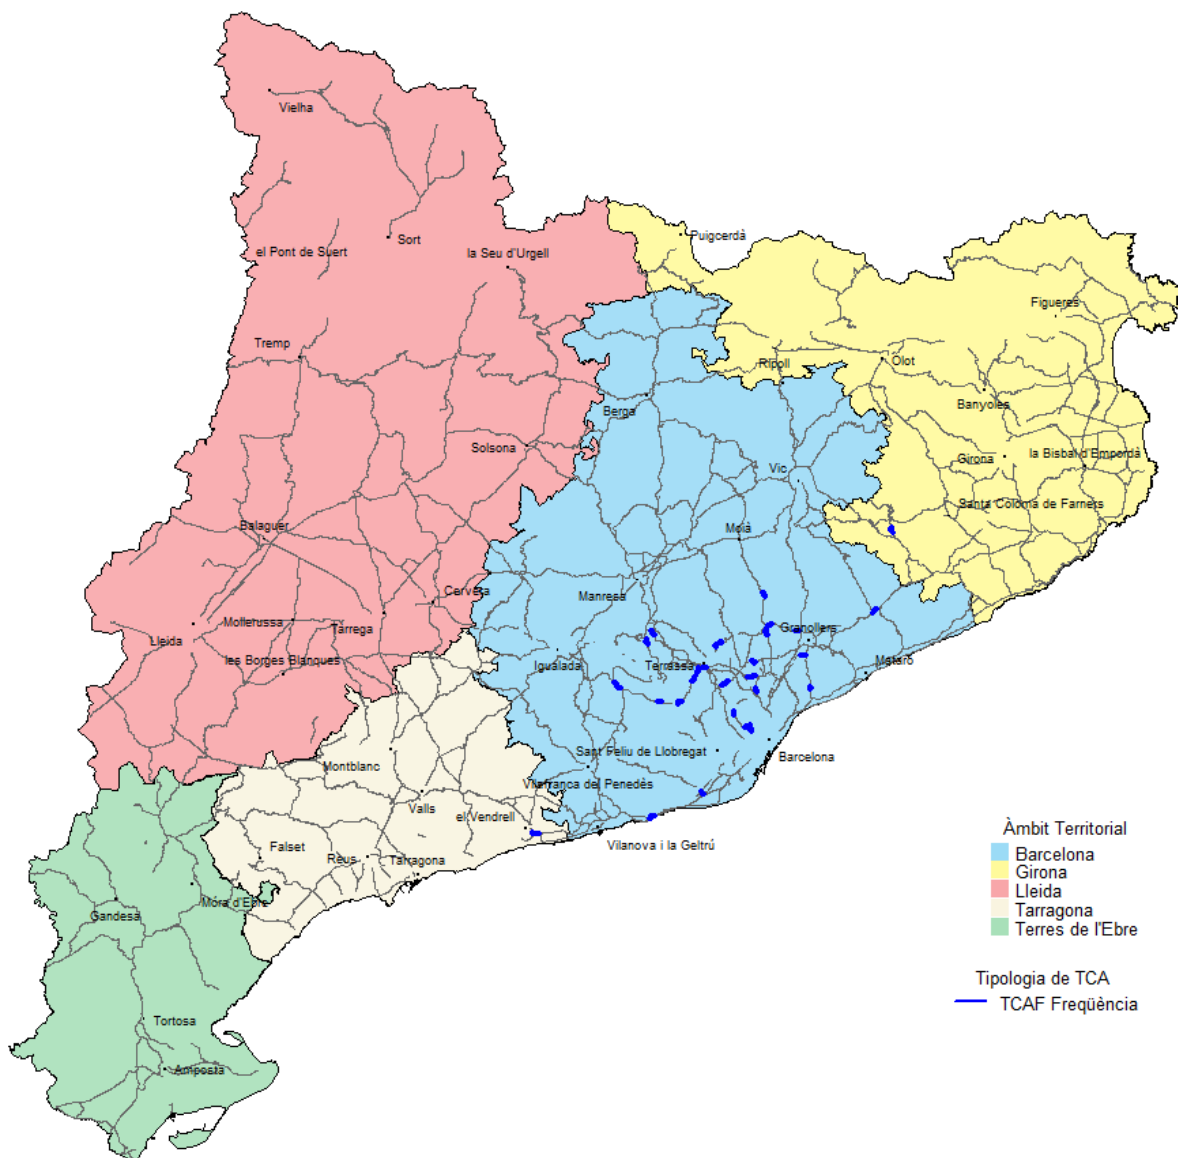 Vielha
Puigcerdà
Sort
el Pont de Suert
la Seu d'Urgell
Figueres
Tremp
Ripoll
Olot
Berga
Banyoles
Solsona
Vic
Girona
la Bisbal d'Empordà
Santa Coloma de Farners
Balaguer
Moià
Cervera
Manresa
Mollerussa
Tàrrega
Granollers
Lleida
les Borges Blanques
Igualada
Terrassa
Mataró
Sant Feliu de Llobregat
Barcelona
Montblanc
Vilafranca del Penedès
Valls
el Vendrell
Vilanova i la Geltrú
Falset
Reus
Tarragona
Móra d'Ebre
Gandesa
Tortosa
Amposta
Àmbit Territorial
Barcelona
Girona
Lleida
Tarragona
Terres de l'Ebre
Tipologia de TCA
TCAF Freqüència